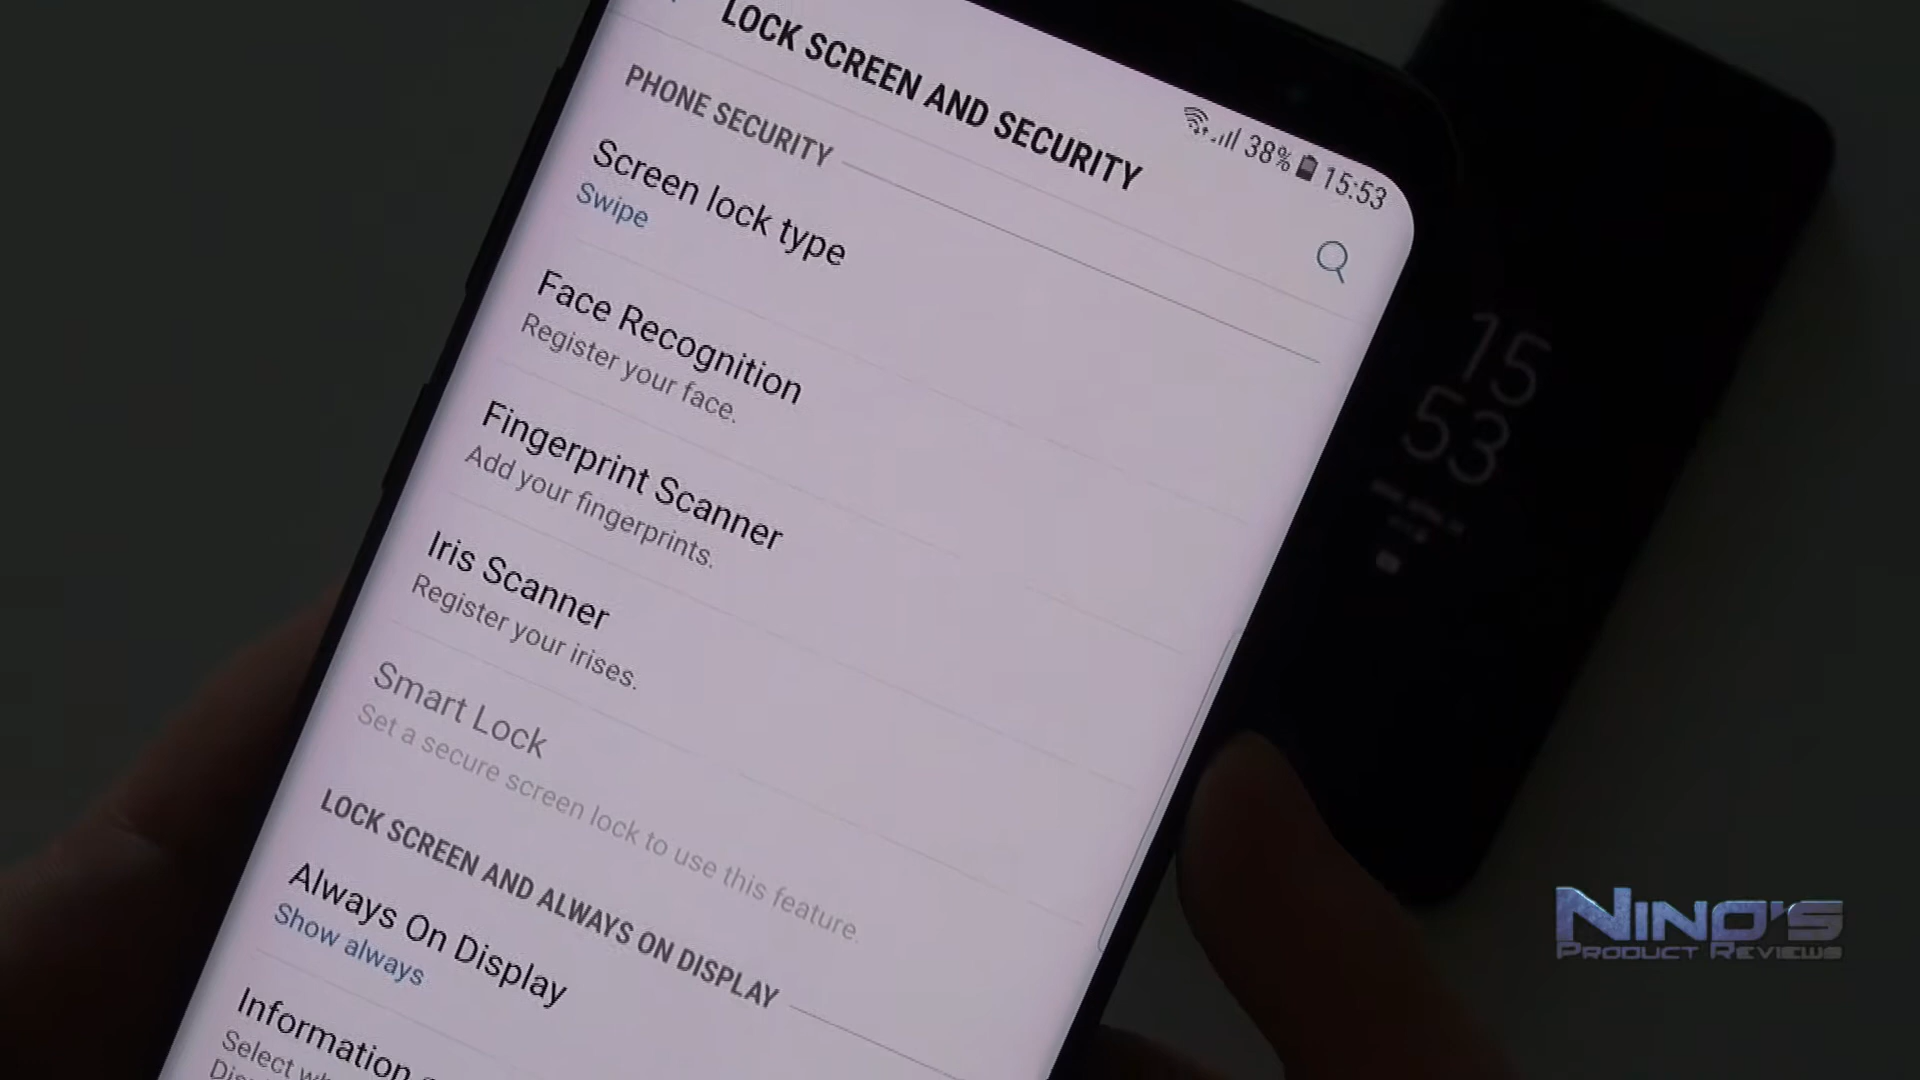 LOCK SCREEN AND SECURITY
38% 15:53
PHONE SECURITY
Screen lock type
Swipe
Face Recognition
Register your face.
Fingerprint Scanner
Add your fingerprints.
Iris Scanner
Register your irises.
Smart Lock
Set a secure screen lock to use this feature.
LOCK SCREEN AND ALWAYS ON DISPLAY
Always On Display
Show always
Information
Select
15
53
NINO'S
PRODUCT REVIEWS